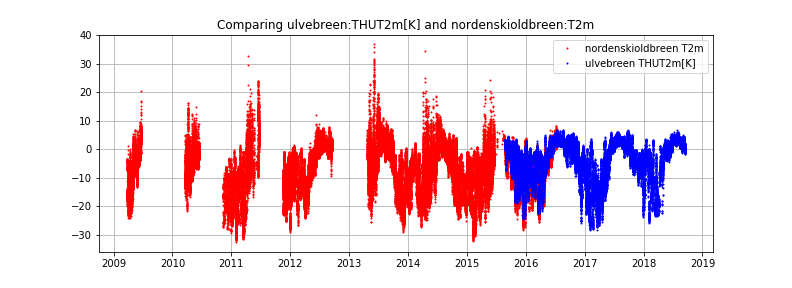 Comparing ulvebreen:THUT2m[K] and nordenskioldbreen:T2m
40
30
20
10
0
−10
−20
−30
nordenskioldbreen T2m
ulvebreen THUT2m[K]
2009 2010 2011 2012 2013 2014 2015 2016 2017 2018 2019